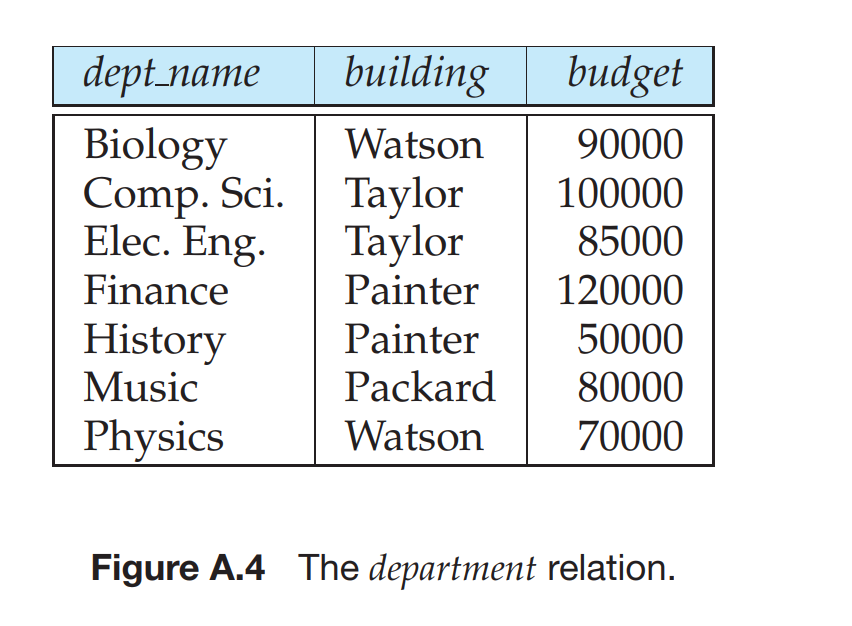 dept_name building budget
Biology Watson 90000
Comp. Sci. Taylor 100000
Elec. Eng. Taylor 85000
Finance Painter 120000
History Painter 50000
Music Packard 80000
Physics Watson 70000
Figure A.4 The department relation.